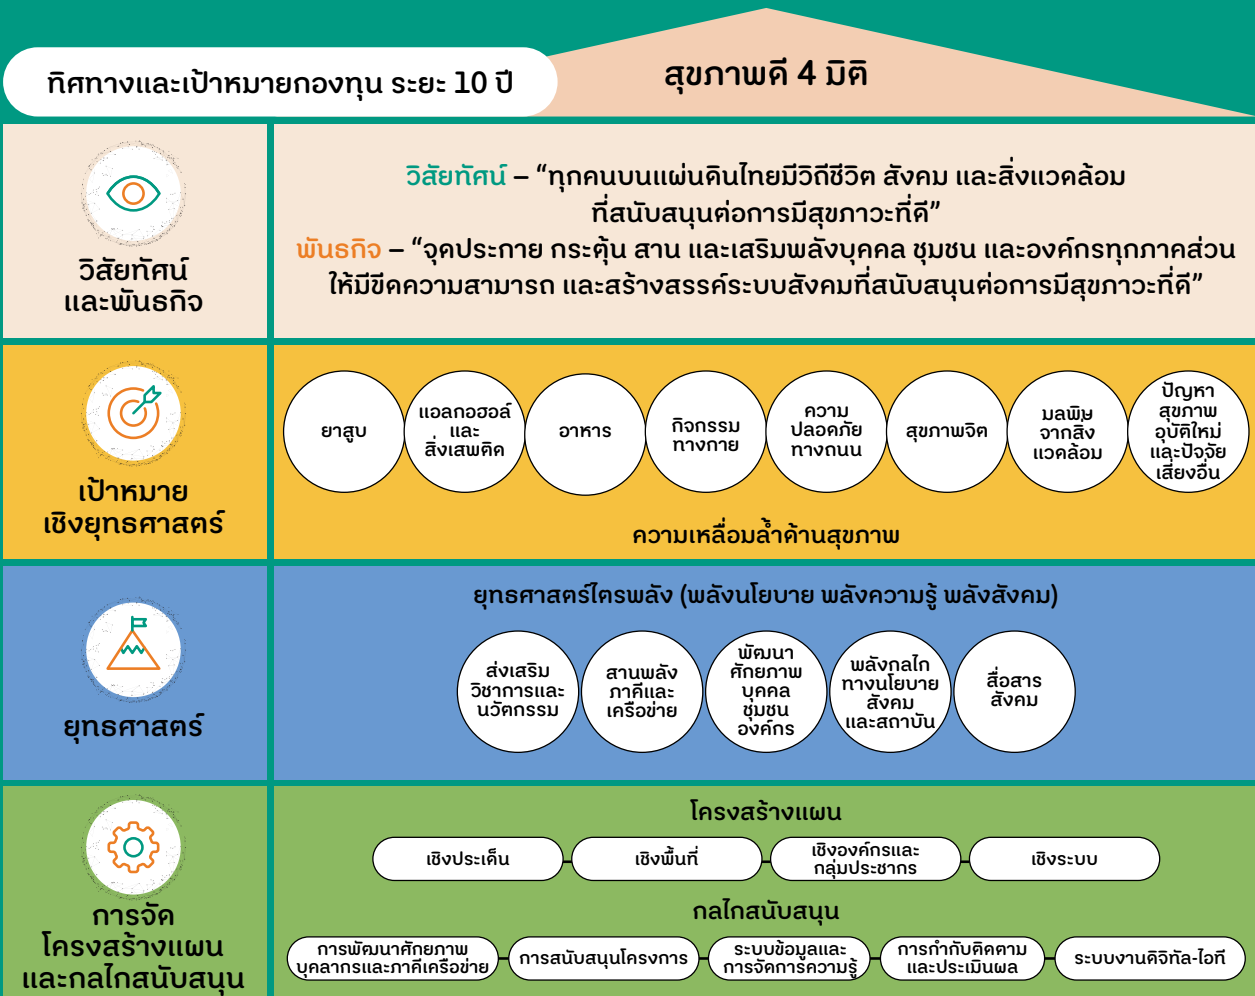 ทิศทางและเป้าหมายกองทุน ระยะ 10 ปี
สุขภาพดี 4 มิติ
วิสัยทัศน์
และพันธกิจ
วิสัยทัศน์ – “ทุกคนบนแผ่นดินไทยมีวิถีชีวิต สังคม และสิ่งแวดล้อม
ที่สนับสนุนต่อการมีสุขภาวะที่ดี”
พันธกิจ – “จุดประกาย กระตุ้น สาน และเสริมพลังบุคคล ชุมชน และองค์กรทุกภาคส่วน
ให้มีขีดความสามารถ และสร้างสรรค์ระบบสังคมที่สนับสนุนต่อการมีสุขภาวะที่ดี”
เป้าหมาย
เชิงยุทธศาสตร์
ยาสูบ
แอลกอฮอล์
และ
สิ่งเสพติด
อาหาร
กิจกรรม
ทางกาย
ความ
ปลอดภัย
ทางถนน
สุขภาพจิต
มลพิษ
จากสิ่ง
แวดล้อม
ปัญหา
สุขภาพ
อุบัติใหม่
และปัจจัย
เสี่ยงอื่น
ความเหลื่อมล้ำด้านสุขภาพ
ยุทธศาสตร์
ยุทธศาสตร์ไตรพลัง (พลังนโยบาย พลังความรู้ พลังสังคม)
ส่งเสริม
วิชาการและ
นวัตกรรม
สานพลัง
ภาคีและ
เครือข่าย
พัฒนา
ศักยภาพ
บุคคล
ชุมชน
องค์กร
พลังกลไก
ทางนโยบาย
สังคม
และสถาบัน
สื่อสาร
สังคม
การจัด
โครงสร้างแผน
และกลไกสนับสนุน
โครงสร้างแผน
เชิงประเด็น
เชิงพื้นที่
เชิงองค์กรและ
กลุ่มประชากร
เชิงระบบ
กลไกสนับสนุน
การพัฒนาศักยภาพ
บุคลากรและภาคีเครือข่าย
การสนับสนุนโครงการ
ระบบข้อมูลและ
การจัดการความรู้
การกำกับติดตาม
และประเมินผล
ระบบงานดิจิทัล-ไอที